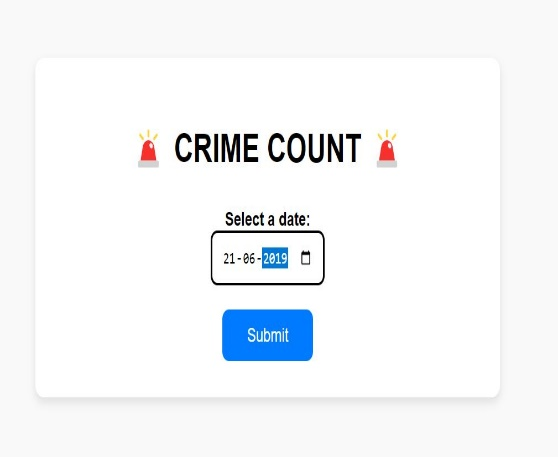 🚨 CRIME COUNT 🚨
Select a date:
21-06-2019
Submit